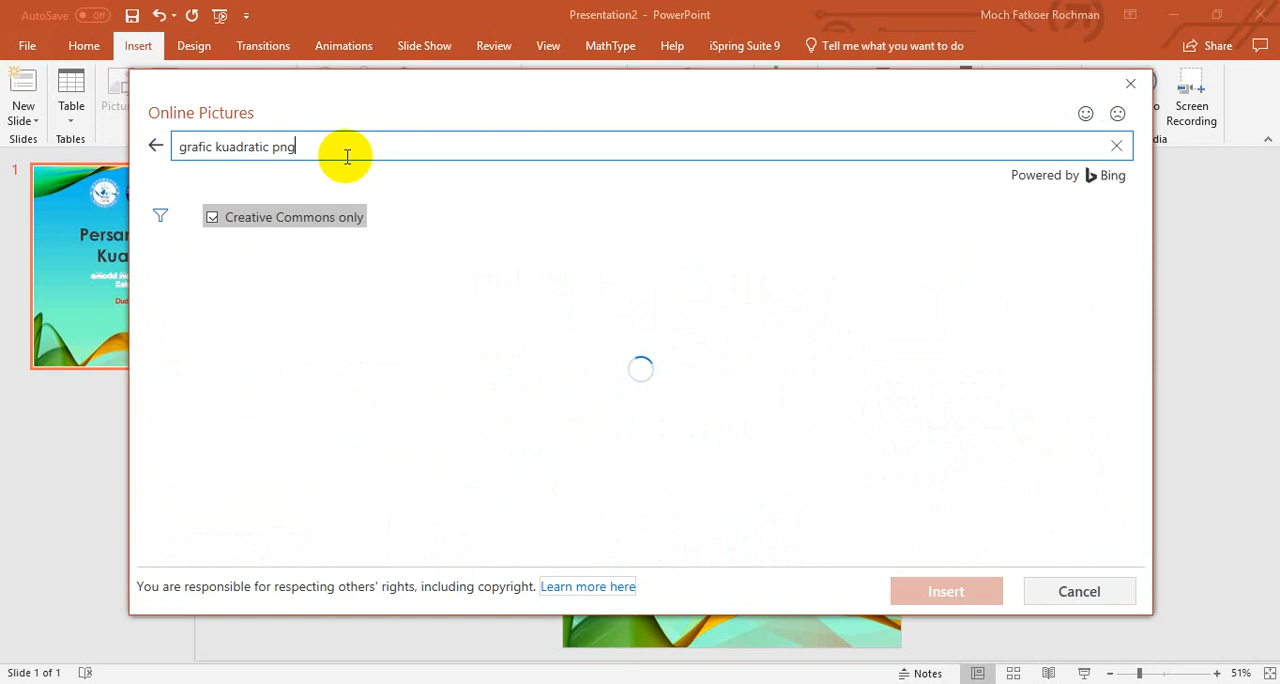 AutoSave Off
Presentation2 - PowerPoint
Moch Fatkoer Rochman
File Home Insert Design Transitions Animations Slide Show Review View MathType Help iSpring Suite 9 Tell me what you want to do Share
New Slide
Slides
Table
Tables
Screen Recording
Online Pictures
grafic kuadratic png
Powered by Bing
Creative Commons only
1
Persa
Kua
You are responsible for respecting others' rights, including copyright. Learn more here
Insert
Cancel
Slide 1 of 1
Notes
51%